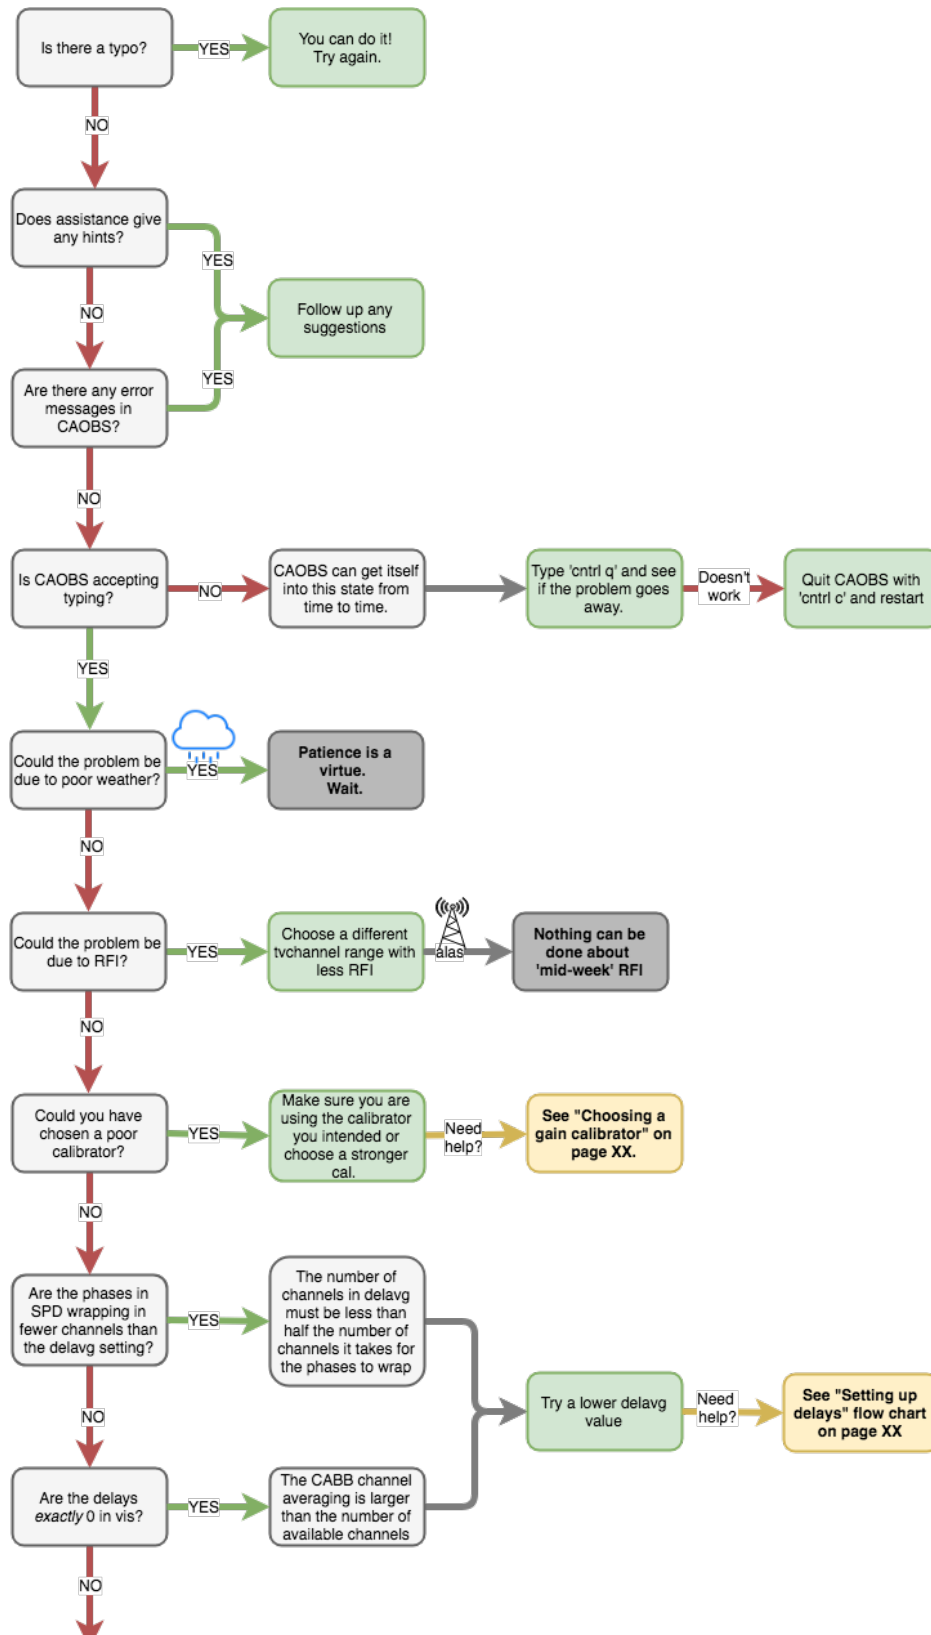 Is there a typo?
YES
You can do it!
Try again.
NO
Does assistance give
any hints?
YES
Follow up any
suggestions
NO
YES
Are there any error
messages in
CAOBS?
NO
Is CAOBS accepting
typing?
NO
CAOBS can get itself
into this state from
time to time.
Type 'cntrl q' and see
if the problem goes
away.
Doesn't
work
Quit CAOBS with
'cntrl c' and restart
YES
Could the problem be
due to poor weather?
YES
Patience is a
virtue.
Wait.
NO
Could the problem be
due to RFI?
YES
Choose a different
tvchannel range with
less RFI
alas
Nothing can be
done about
'mid-week' RFI
NO
Could you have
chosen a poor
calibrator?
YES
Make sure you are
using the calibrator
you intended or
choose a stronger
cal.
Need
help?
See "Choosing a
gain calibrator" on
page XX.
NO
Are the phases in
SPD wrapping in
fewer channels than
the delavg setting?
YES
The number of
channels in delavg
must be less than
half the number of
channels it takes for
the phases to wrap
Try a lower delavg
value
Need
help?
See "Setting up
delays" flow chart
on page XX
NO
Are the delays
exactly 0 in vis?
YES
The CABB channel
averaging is larger
than the number of
available channels
NO